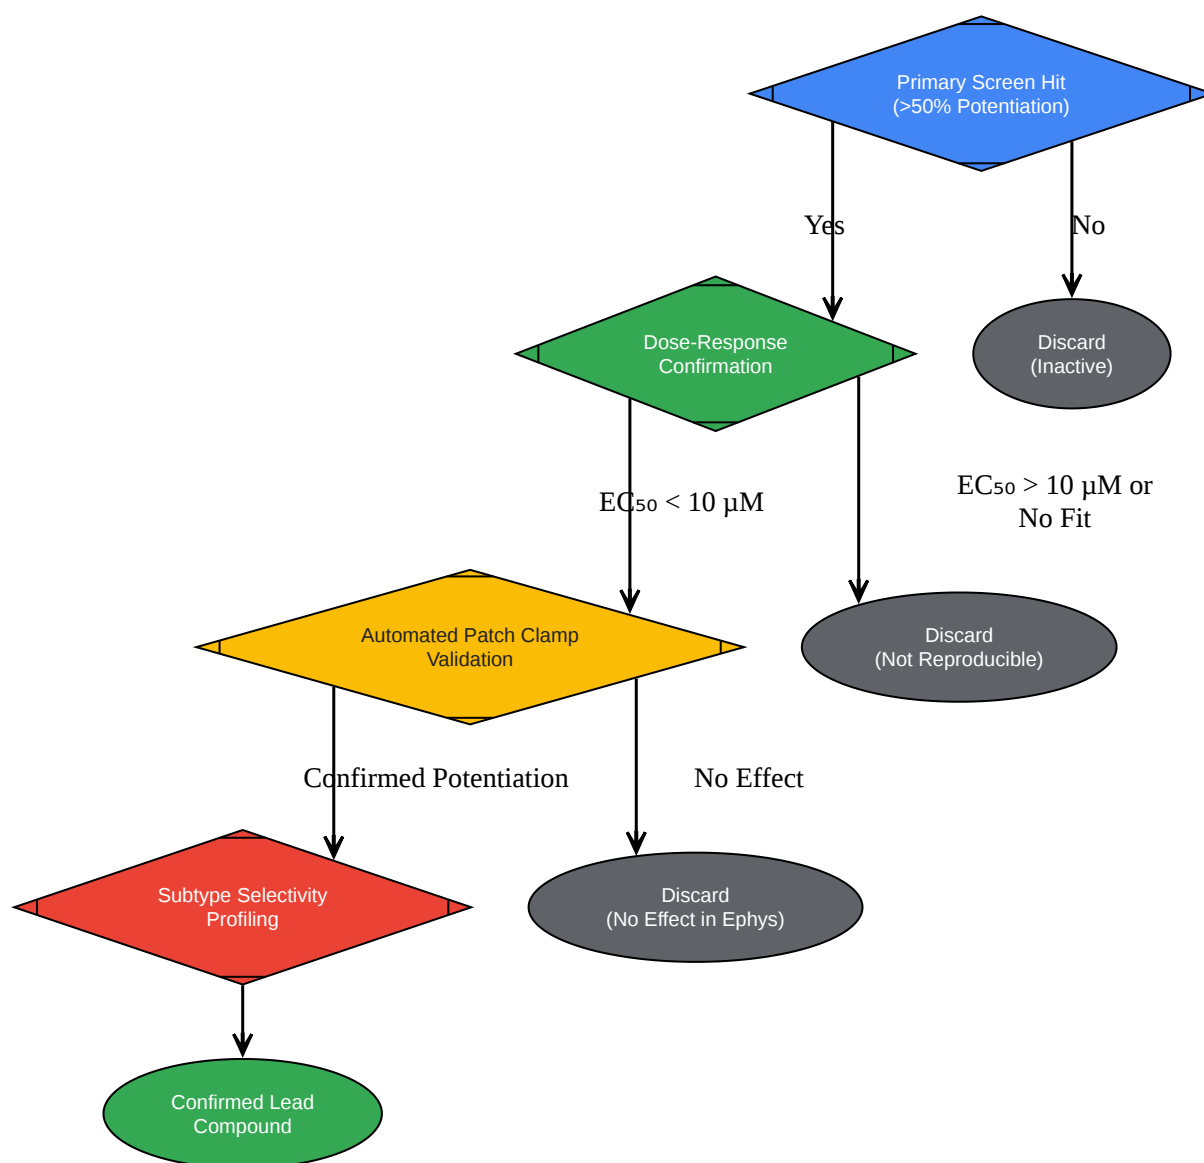 Primary Screen Hit
(>50% Potentiation)
Yes
No
Dose-Response
Confirmation
Discard
(Inactive)
EC₅₀ < 10 µM
EC₅₀ > 10 µM or
No Fit
Automated Patch Clamp
Validation
Discard
(Not Reproducible)
Confirmed Potentiation
No Effect
Subtype Selectivity
Profiling
Discard
(No Effect in Ephys)
Confirmed Lead
Compound